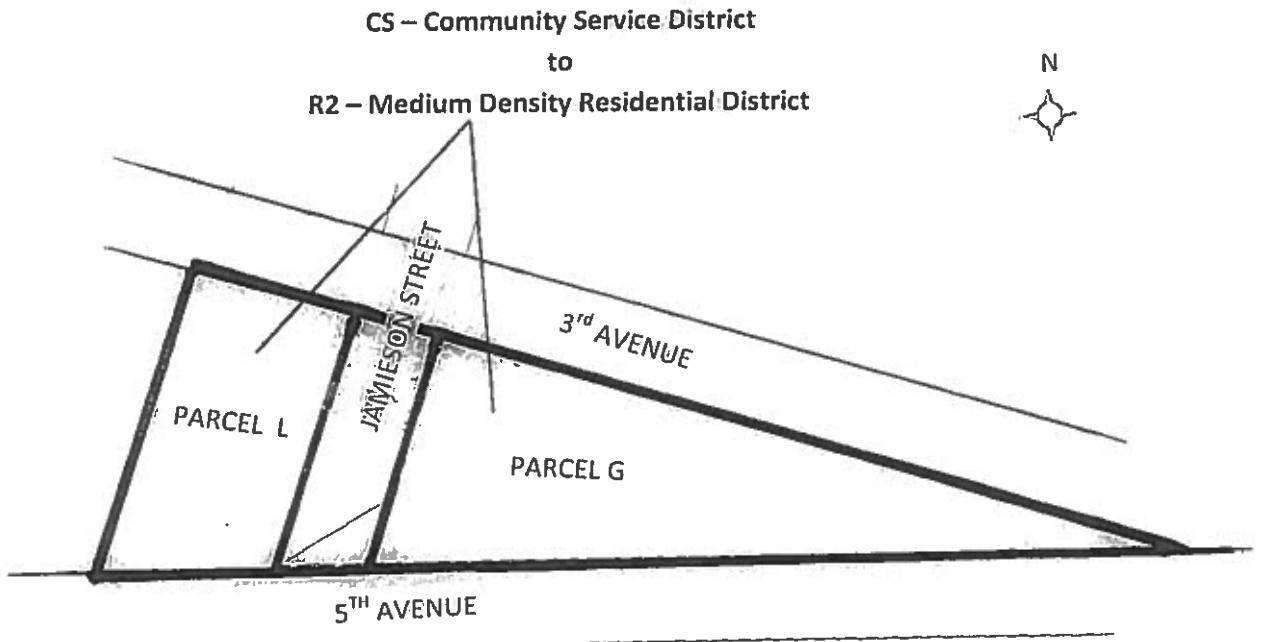 CS – Community Service District
to
R2 – Medium Density Residential District
N
JAMIESON STREET
3rd AVENUE
PARCEL L
PARCEL G
5TH AVENUE